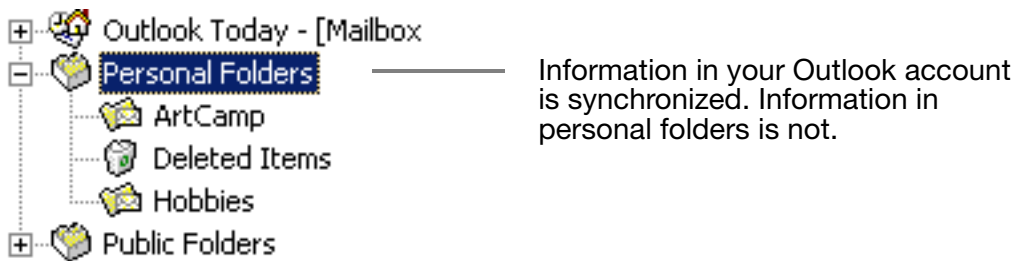 Outlook Today - [Mailbox
Personal Folders
ArtCamp
Deleted Items
Hobbies
Public Folders
Information in your Outlook account
is synchronized. Information in
personal folders is not.